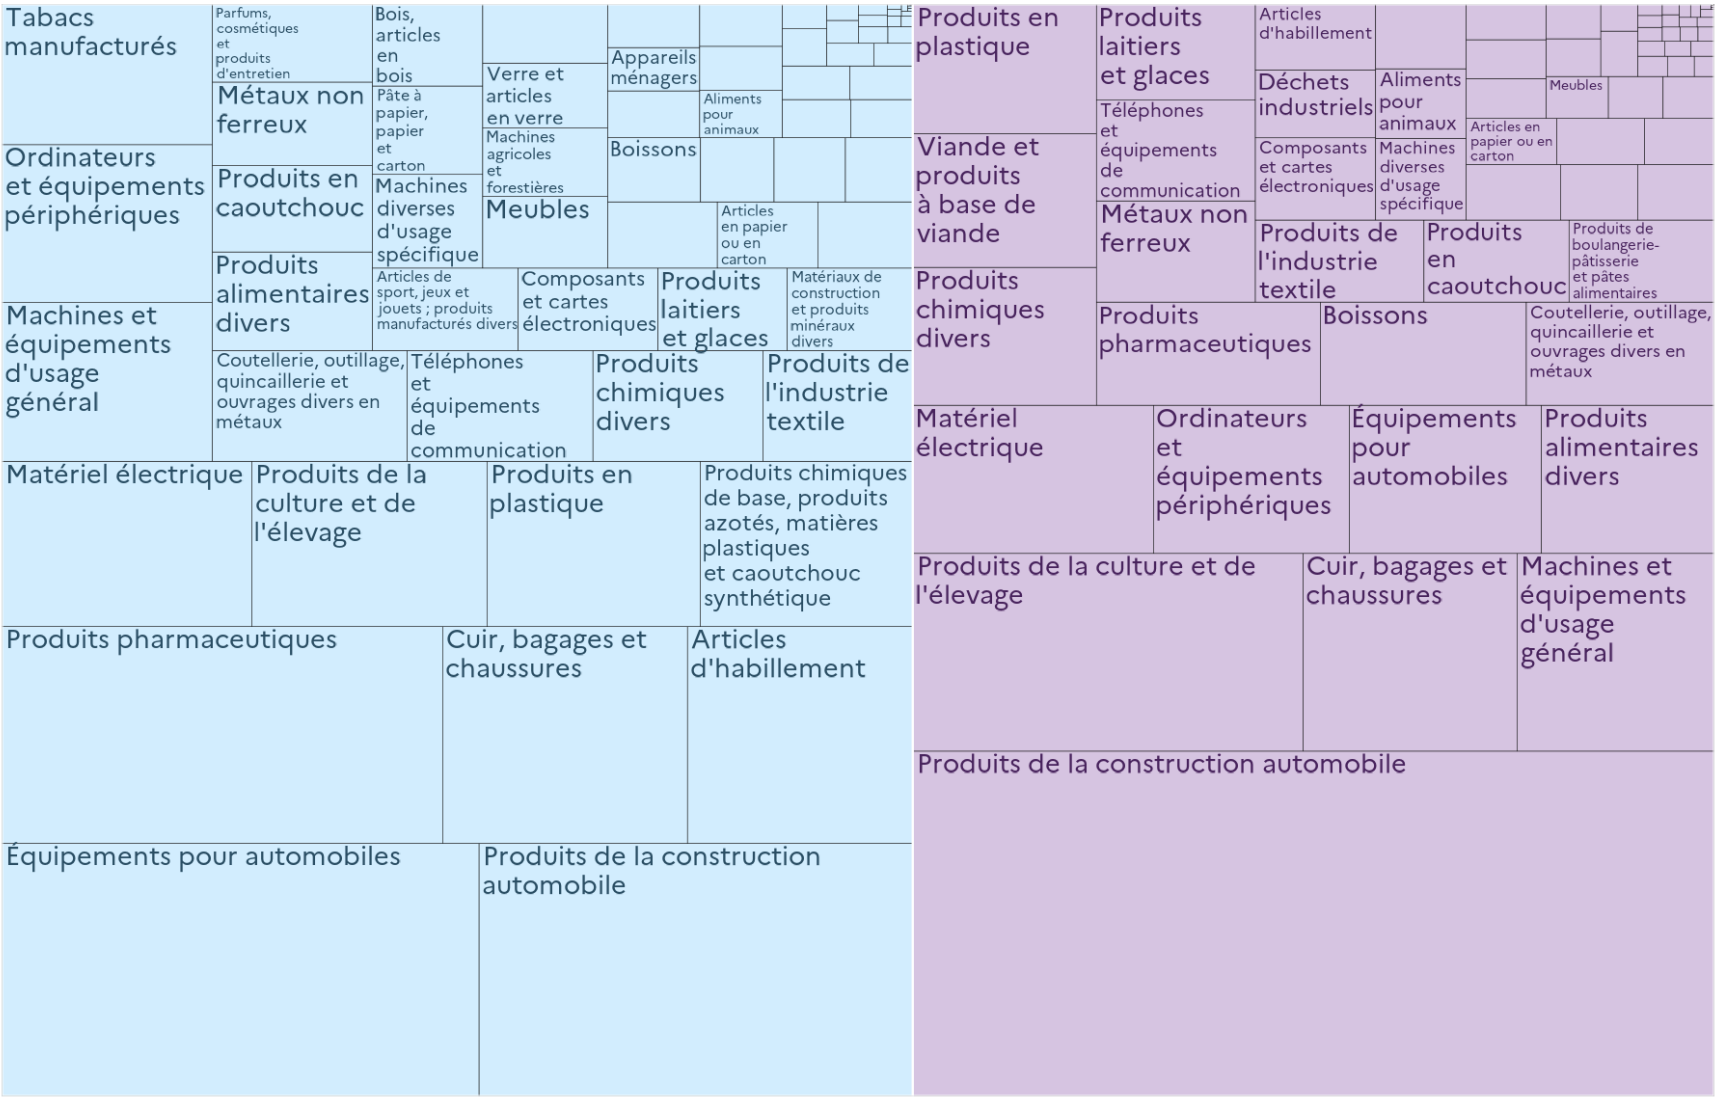 Tabacs
manufacturés
Parfums,
cosmétiques
et
produits
d'entretien
Bois,
articles
en
bois
Appareils
ménagers
Verre et
articles
en verre
Métaux non
ferreux
Pâte à
papier,
papier
et
carton
Aliments
pour
animaux
Machines
agricoles
et
forestières
Boissons
Ordinateurs
et équipements
périphériques
Produits en
caoutchouc
Machines
diverses
d'usage
spécifique
Meubles
Articles
en papier
ou en
carton
Produits
alimentaires
divers
Articles de
sport, jeux et
jouets ; produits
manufacturés divers
Composants
et cartes
électroniques
Produits
laitiers
et glaces
Matériaux de
construction
et produits
minéraux
divers
Machines et
équipements
d'usage
général
Coutellerie, outillage,
quincaillerie et
ouvrages divers en
métaux
Téléphones
et
équipements
de
communication
Produits
chimiques
divers
Produits de
l'industrie
textile
Matériel électrique
Produits de la
culture et de
l'élevage
Produits en
plastique
Produits chimiques
de base, produits
azotés, matières
plastiques
et caoutchouc
synthétique
Produits pharmaceutiques
Cuir, bagages et
chaussures
Articles
d'habillement
Équipements pour automobiles
Produits de la construction
automobile
Produits en
plastique
Produits
laitiers
et glaces
Articles
d'habillement
Déchets
industriels
Aliments
pour
animaux
Meubles
Téléphones
et
équipements
de
communication
Articles en
papier ou en
carton
Viande et
produits
à base de
viande
Composants
et cartes
électroniques
Machines
diverses
d'usage
spécifique
Métaux non
ferreux
Produits de
l'industrie
textile
Produits
en
caoutchouc
Produits de
boulangerie-
pâtisserie
et pâtes
alimentaires
Produits
chimiques
divers
Produits
pharmaceutiques
Boissons
Coutellerie, outillage,
quincaillerie et
ouvrages divers en
métaux
Matériel
électrique
Ordinateurs
et
équipements
périphériques
Équipements
pour
automobiles
Produits
alimentaires
divers
Produits de la culture et de
l'élevage
Cuir, bagages et
chaussures
Machines et
équipements
d'usage
général
Produits de la construction automobile